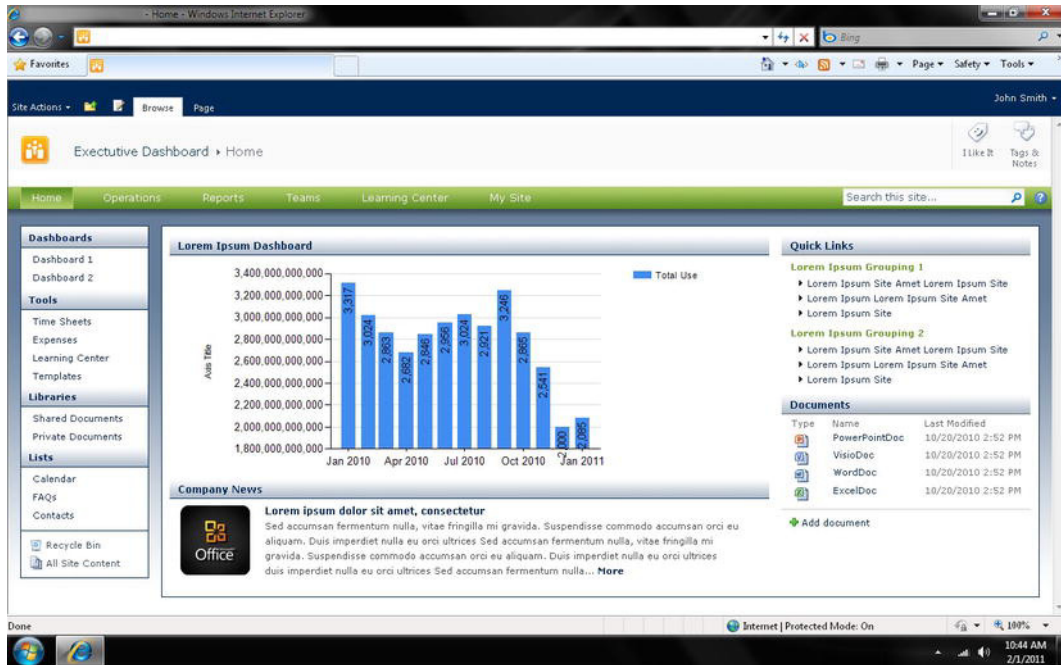 - Home - Windows Internet Explorer
Bing
Favorites
Page Safety Tools
Site Actions Browse Page
John Smith
Exectutive Dashboard Home
I Like It
Tags & Notes
Home Operations Reports Teams Learning Center My Site
Search this site...
Dashboards
Dashboard 1
Dashboard 2
Tools
Time Sheets
Expenses
Learning Center
Templates
Libraries
Shared Documents
Private Documents
Lists
Calendar
FAQs
Contacts
Recycle Bin
All Site Content
Lorem Ipsum Dashboard
3,400,000,000,000
3,200,000,000,000
3,000,000,000,000
2,800,000,000,000
2,600,000,000,000
2,400,000,000,000
2,200,000,000,000
2,000,000,000,000
1,800,000,000,000
Axis Title
3,317
3,024
2,863
2,682
2,846
2,956
3,024
2,921
3,246
2,865
2,541
2,000
2,085
Jan 2010 Apr 2010 Jul 2010 Oct 2010 Jan 2011
Total Use
Company News
Office
Lorem ipsum dolor sit amet, consectetur
Sed accumsan fermentum nulla, vitae fringilla mi gravida. Suspendisse commodo accumsan orci eu
aliquam. Duis imperdiet nulla eu orci ultrices Sed accumsan fermentum nulla, vitae fringilla mi
gravida. Suspendisse commodo accumsan orci eu aliquam. Duis imperdiet nulla eu orci ultrices
duis imperdiet nulla eu orci ultrices Sed accumsan fermentum nulla... More
Quick Links
Lorem Ipsum Grouping 1
Lorem Ipsum Site Amet Lorem Ipsum Site
Lorem Ipsum Lorem Ipsum Site Amet
Lorem Ipsum Site
Lorem Ipsum Grouping 2
Lorem Ipsum Site Amet Lorem Ipsum Site
Lorem Ipsum Lorem Ipsum Site Amet
Lorem Ipsum Site
Documents
Type Name Last Modified
PowerPointDoc 10/20/2010 2:52 PM
VisioDoc 10/20/2010 2:52 PM
WordDoc 10/20/2010 2:52 PM
ExcelDoc 10/20/2010 2:52 PM
Add document
Done
Internet | Protected Mode: On
100%
10:44 AM
2/1/2011